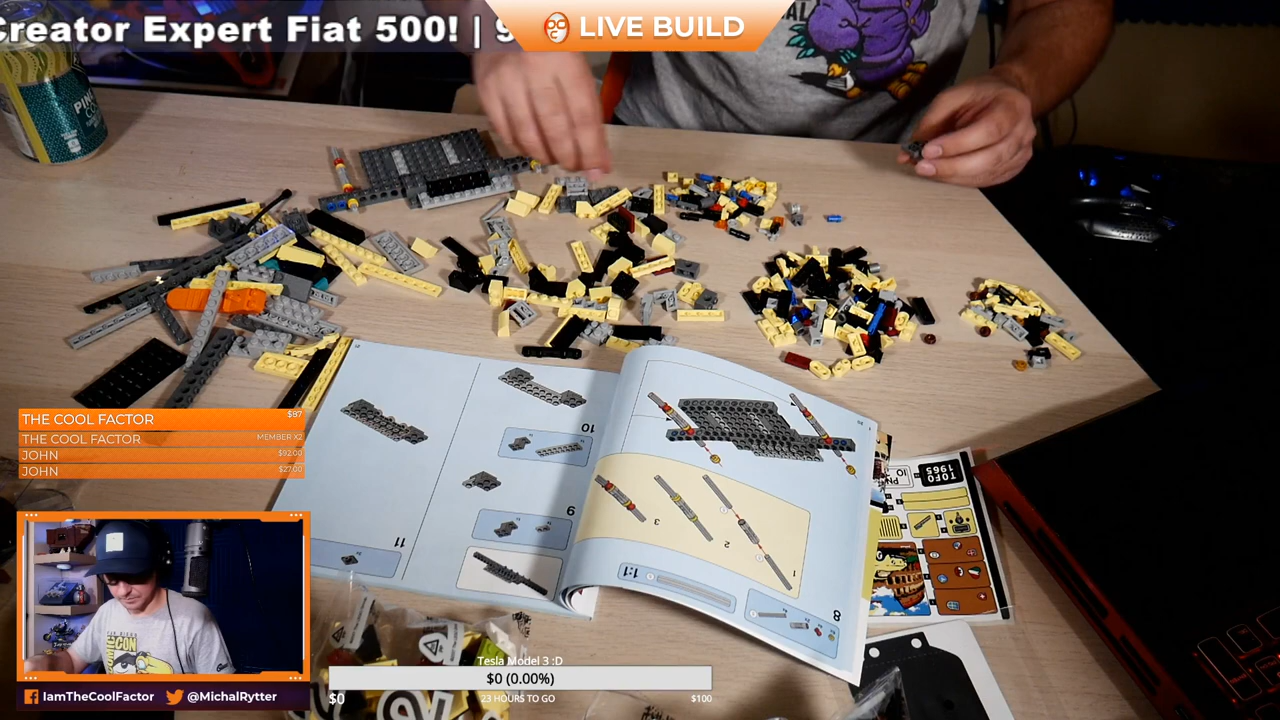 Creator Expert Fiat 500! | 9
LIVE BUILD
THE COOL FACTOR $87
THE COOL FACTOR MEMBER X2
JOHN $92.00
JOHN $27.00
TOFO
1965
10
9
11
8
3
2
1
1:1
CON
Tesla Model 3 :D
$0 (0.00%)
$0 23 HOURS TO GO $100
IamTheCoolFactor @MichalRytter